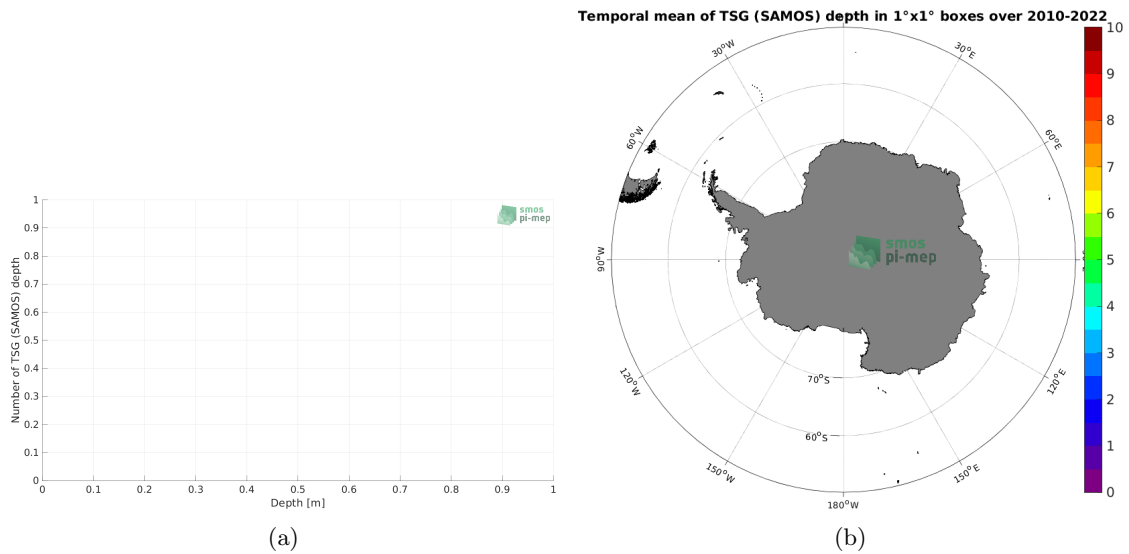 Temporal mean of TSG (SAMOS) depth in 1°x1° boxes over 2010-2022
30°W
30°E
60°W
60°E
90°W
120°W
120°E
150°W
150°E
180°W
70°S
60°S
smos
pi-mep
10
9
8
7
6
5
4
3
2
1
0
1
0.9
0.8
0.7
0.6
0.5
0.4
0.3
0.2
0.1
0
Number of TSG (SAMOS) depth
smos
pi-mep
0 0.1 0.2 0.3 0.4 0.5 0.6 0.7 0.8 0.9 1
Depth [m]
(a)
(b)